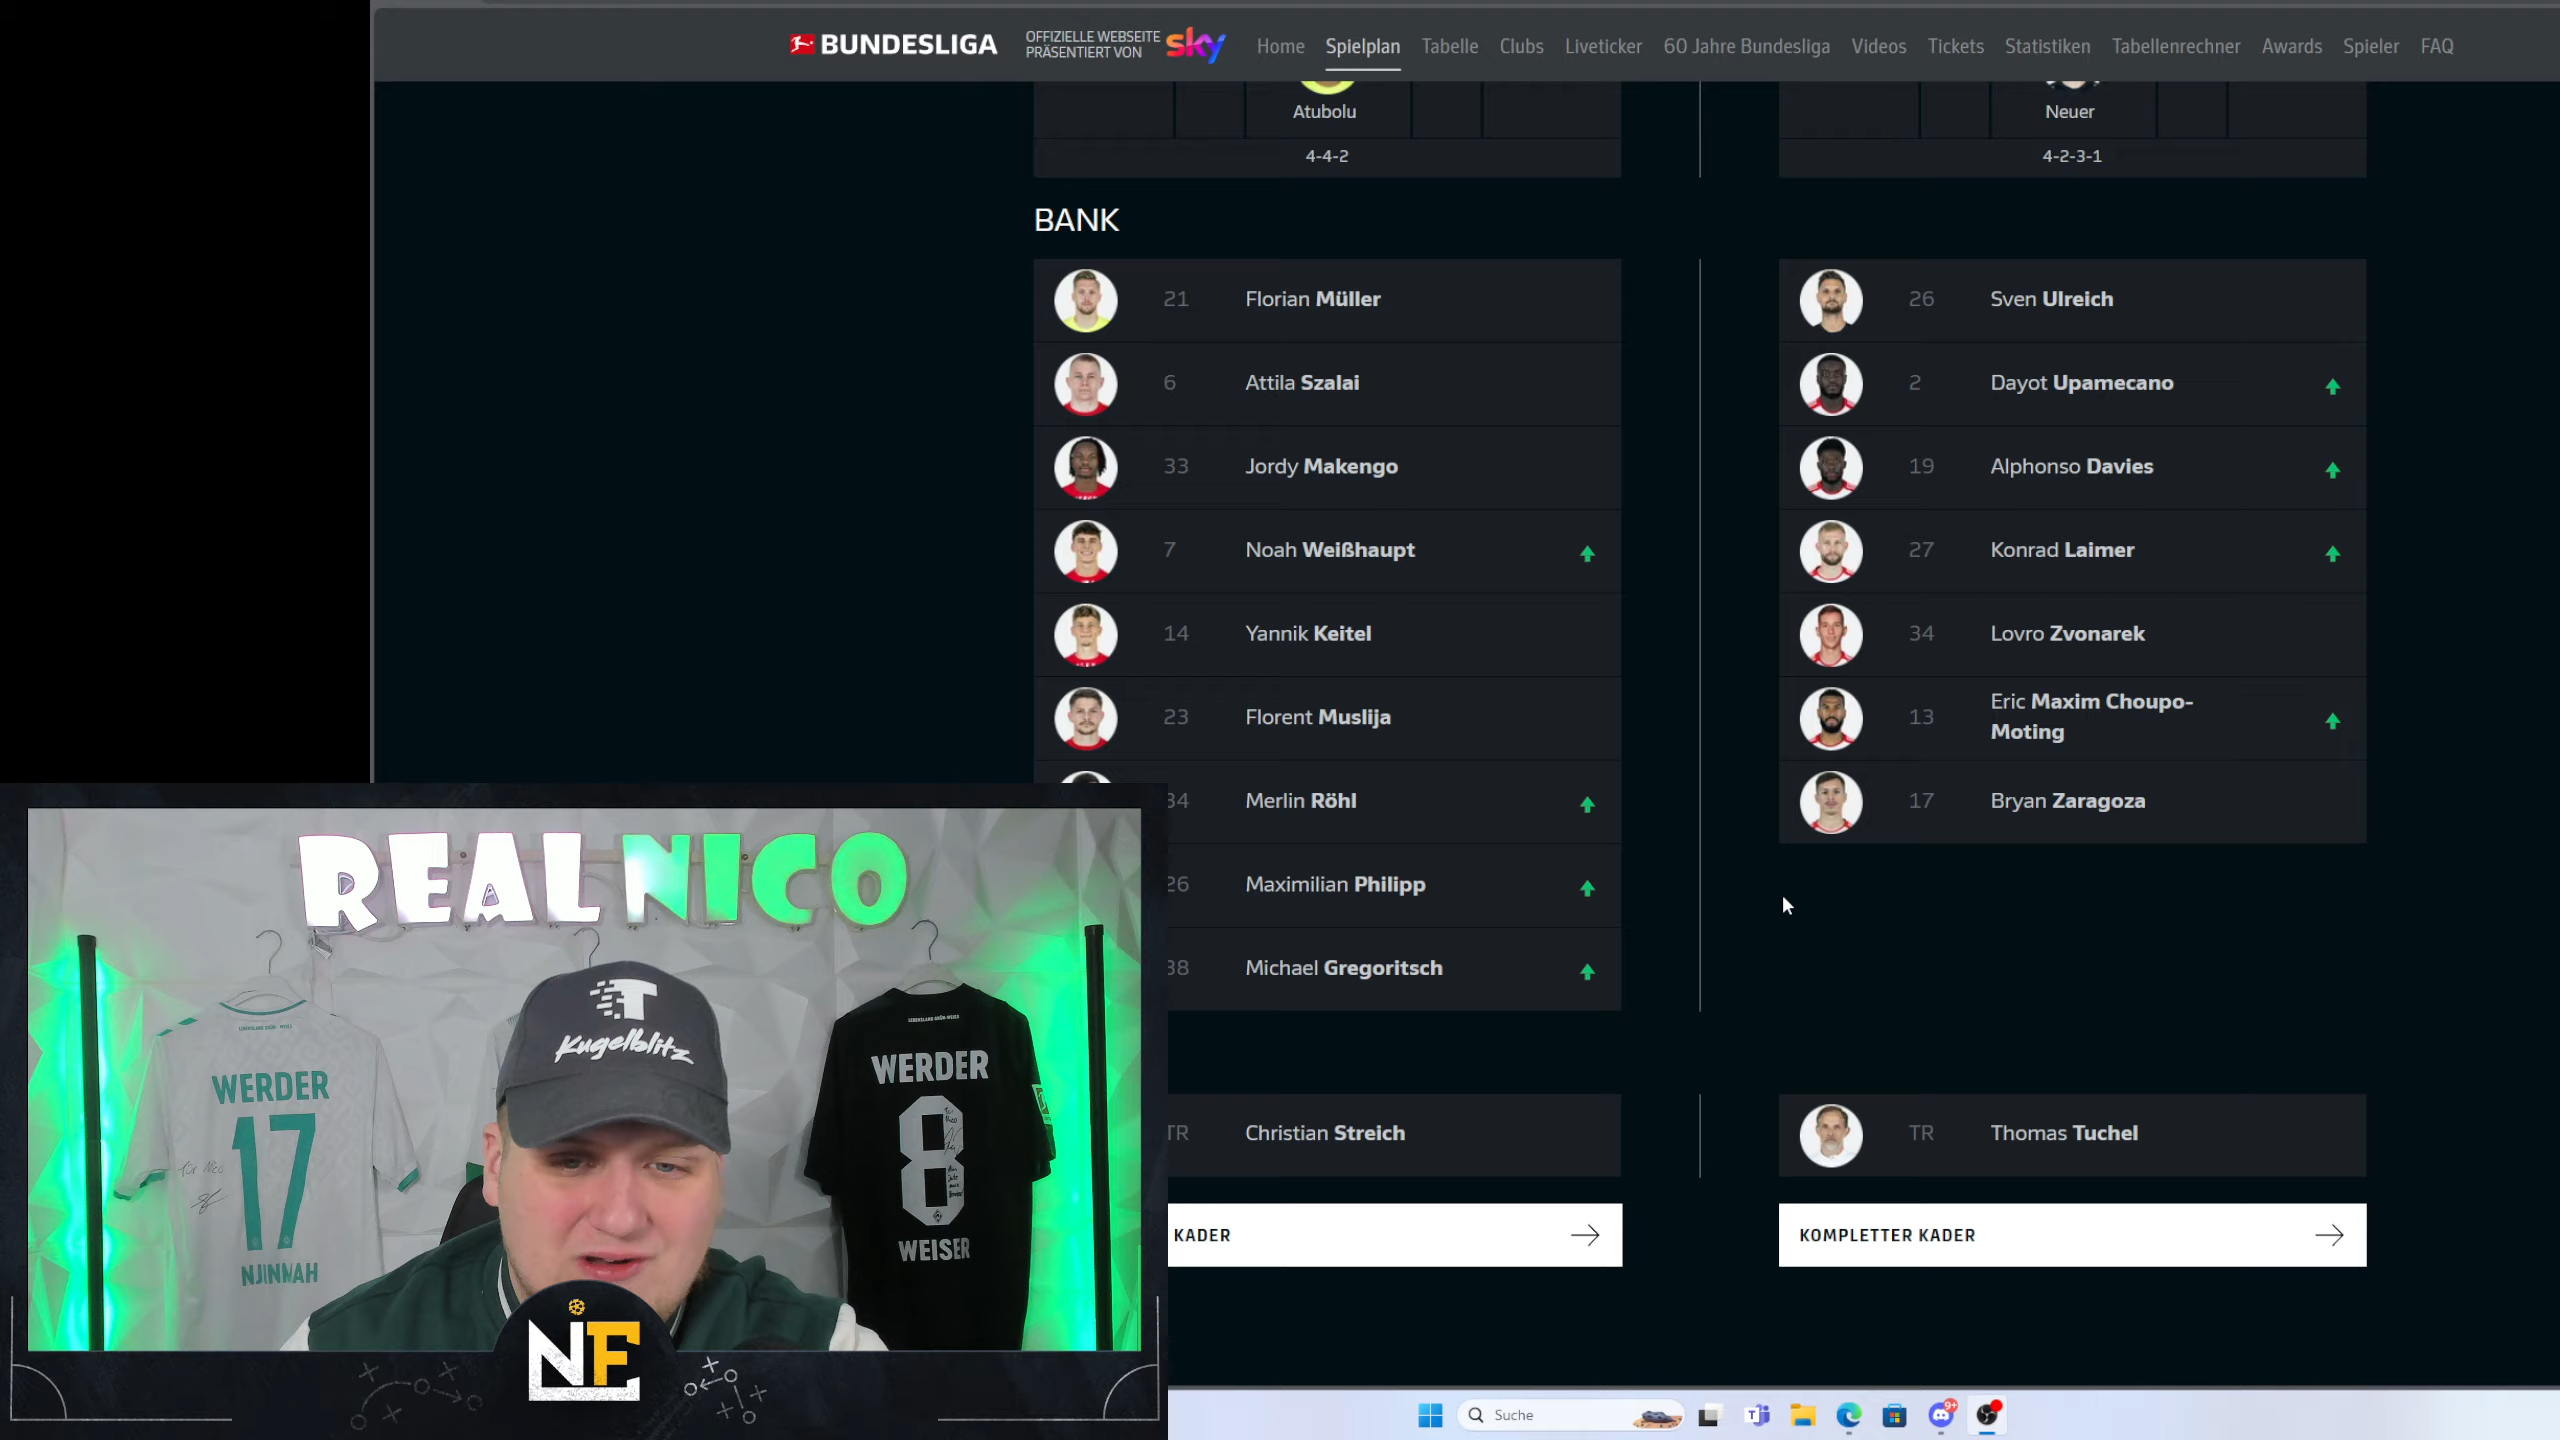 BUNDESLIGA
OFFIZIELLE WEBSEITE
PRÄSENTIERT VON
sky
Home Spielplan Tabelle Clubs Liveticker 60 Jahre Bundesliga Videos Tickets Statistiken Tabellenrechner Awards Spieler FAQ
Atubolu
4-4-2
Neuer
4-2-3-1
BANK
21 Florian Müller
6 Attila Szalai
33 Jordy Makengo
7 Noah Weißhaupt
14 Yannik Keitel
23 Florent Muslija
34 Merlin Röhl
26 Maximilian Philipp
38 Michael Gregoritsch
26 Sven Ulreich
2 Dayot Upamecano
19 Alphonso Davies
27 Konrad Laimer
34 Lovro Zvonarek
13 Eric Maxim Choupo-
Moting
17 Bryan Zaragoza
TR Christian Streich
TR Thomas Tuchel
KADER
KOMPLETTER KADER
REALNICO
WERDER
17
NJINMAH
T
Kugelblitz
WERDER
8
WEISER
NF
Suche
9+